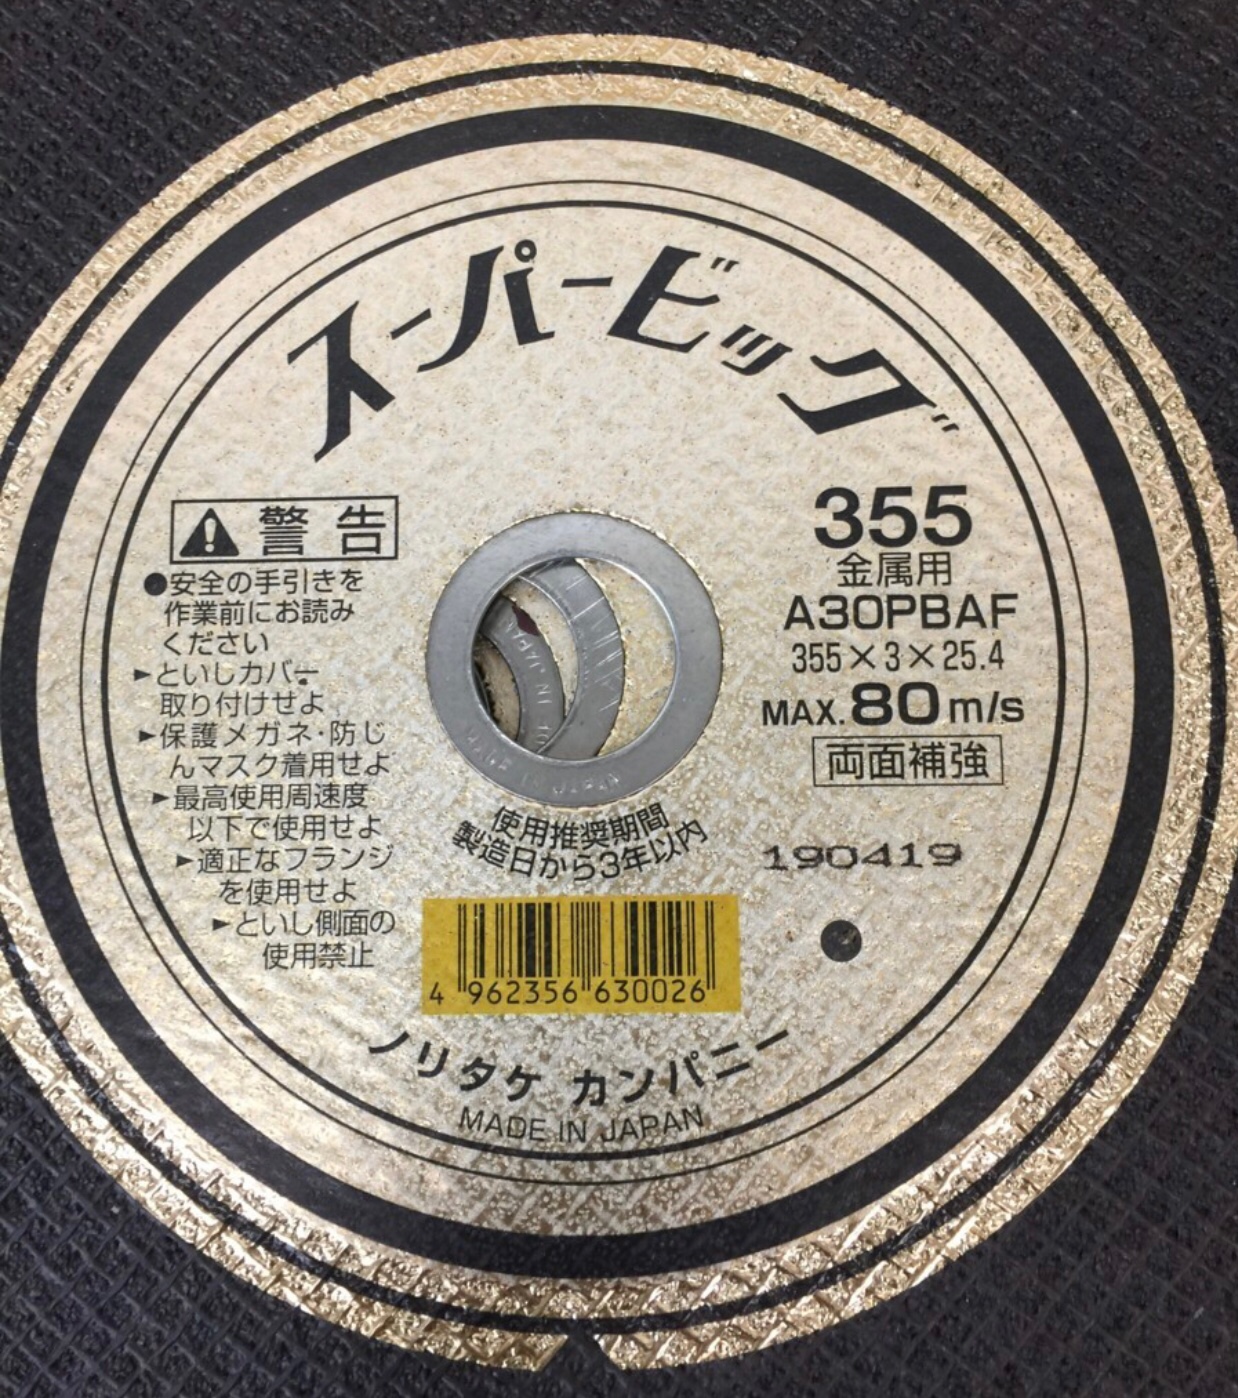 スーパービッグ
警告
●安全の手引きを
作業前にお読み
ください
►といしカバー
取り付けせよ
►保護メガネ・防じ
んマスク着用せよ
►最高使用周速度
以下で使用せよ
►適正なフランジ
を使用せよ
►といし側面の
使用禁止
355
金属用
A30PBAF
355×3×25.4
MAX.80m/s
両面補強
190419
MADE IN JAPAN
使用推奨期間
製造日から3年以内
4 962356 630026
ノリタケ カンパニー
MADE IN JAPAN